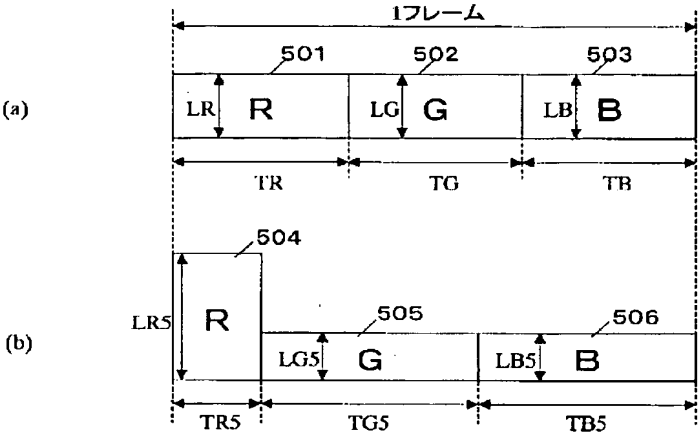 1フレーム
501 502 503
(a) LR R LG G LB B
TR TG TB
504
505 506
(b) LR5 R LG5 G LB5 B
TR5 TG5 TB5